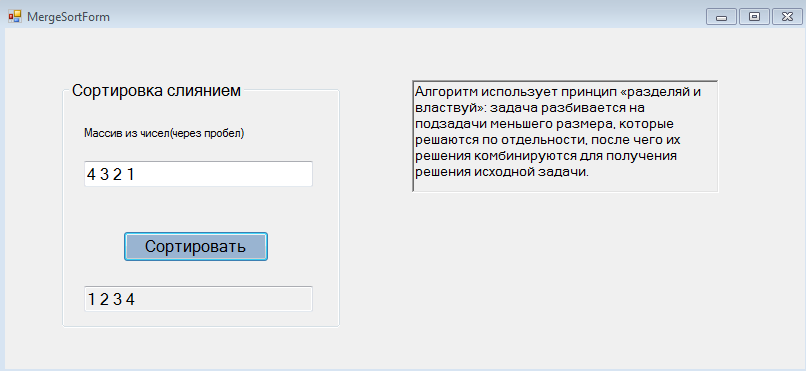 MergeSortForm
Сортировка слиянием
Массив из чисел(через пробел)
4 3 2 1
Сортировать
1 2 3 4
Алгоритм использует принцип «разделяй и
властвуй»: задача разбивается на
подзадачи меньшего размера, которые
решаются по отдельности, после чего их
решения комбинируются для получения
решения исходной задачи.